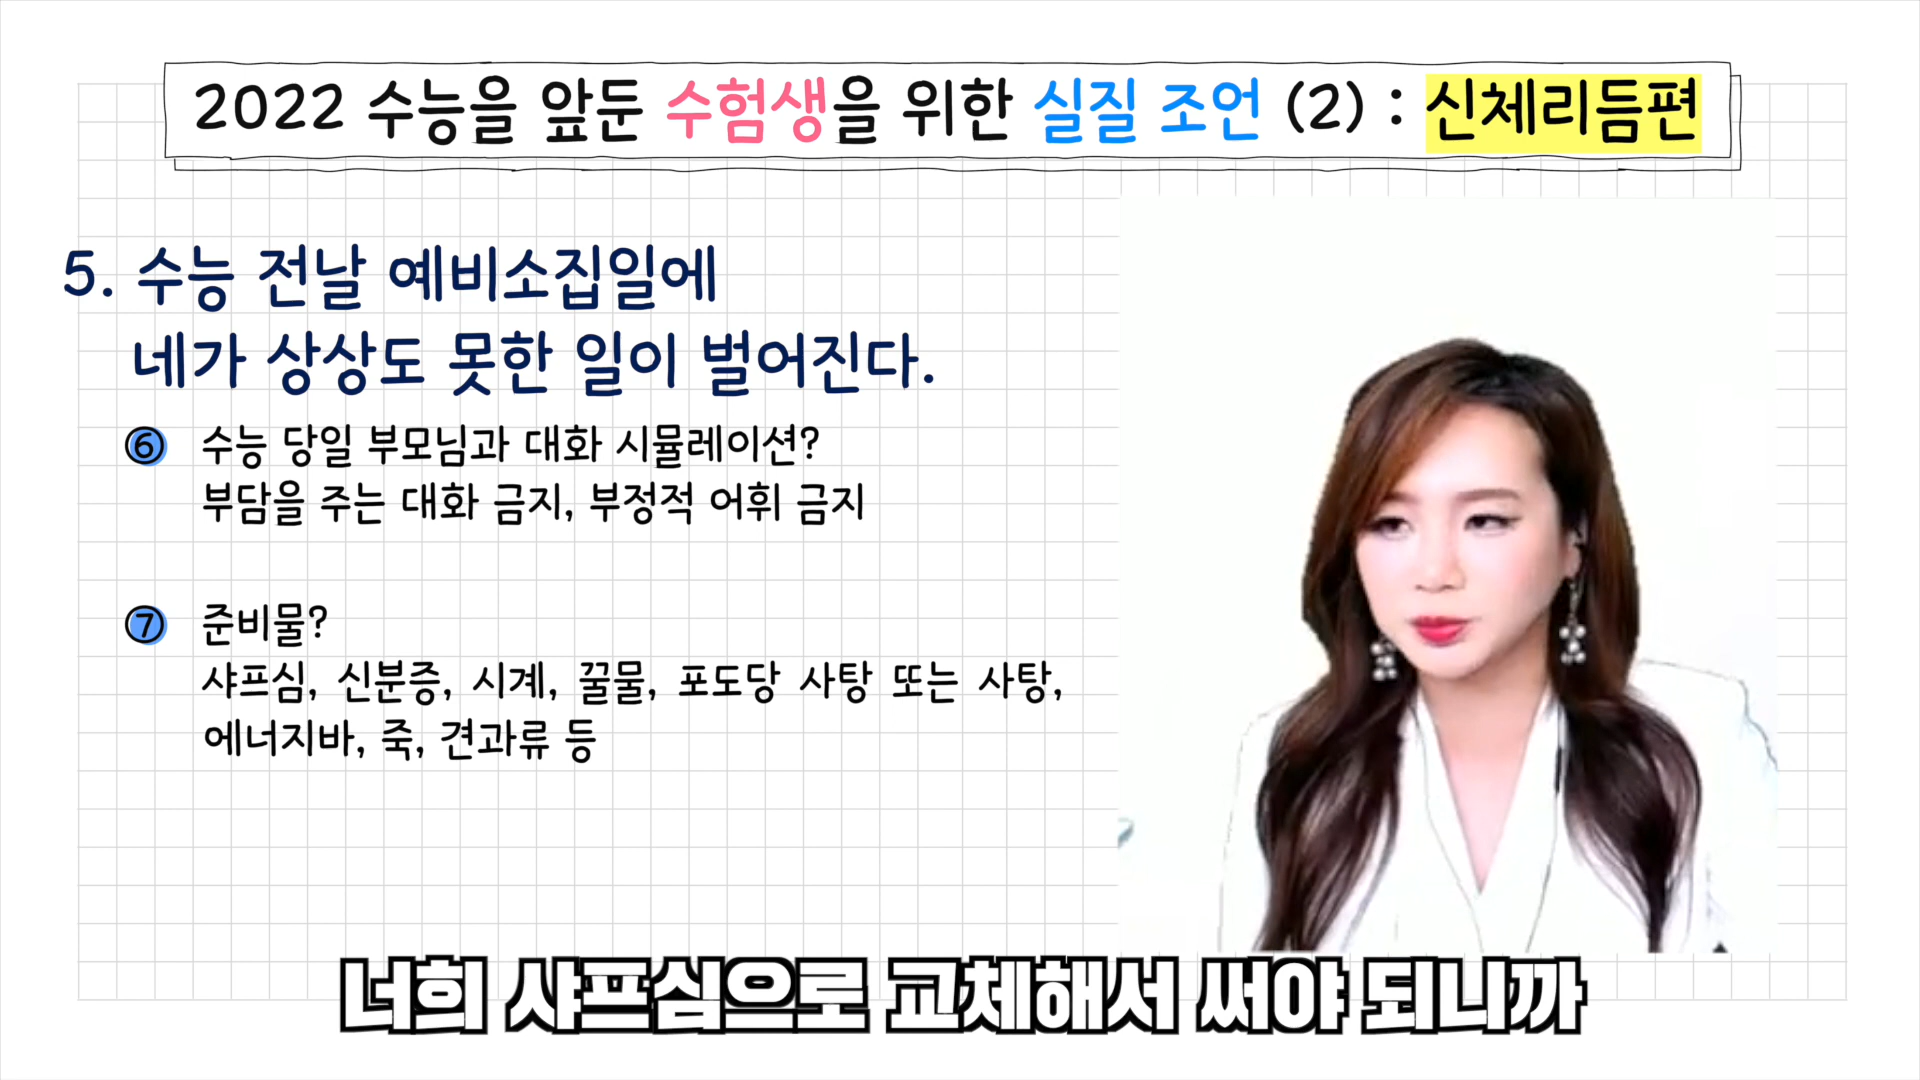 2022 수능을 앞둔 수험생을 위한 실질 조언 (2) : 신체리듬편
5. 수능 전날 예비소집일에
네가 상상도 못한 일이 벌어진다.
⑥ 수능 당일 부모님과 대화 시뮬레이션?
부담을 주는 대화 금지, 부정적 어휘 금지
⑦ 준비물?
샤프심, 신분증, 시계, 꿀물, 포도당 사탕 또는 사탕,
에너지바, 죽, 견과류 등
너희 샤프심으로 교체해서 써야 되니까